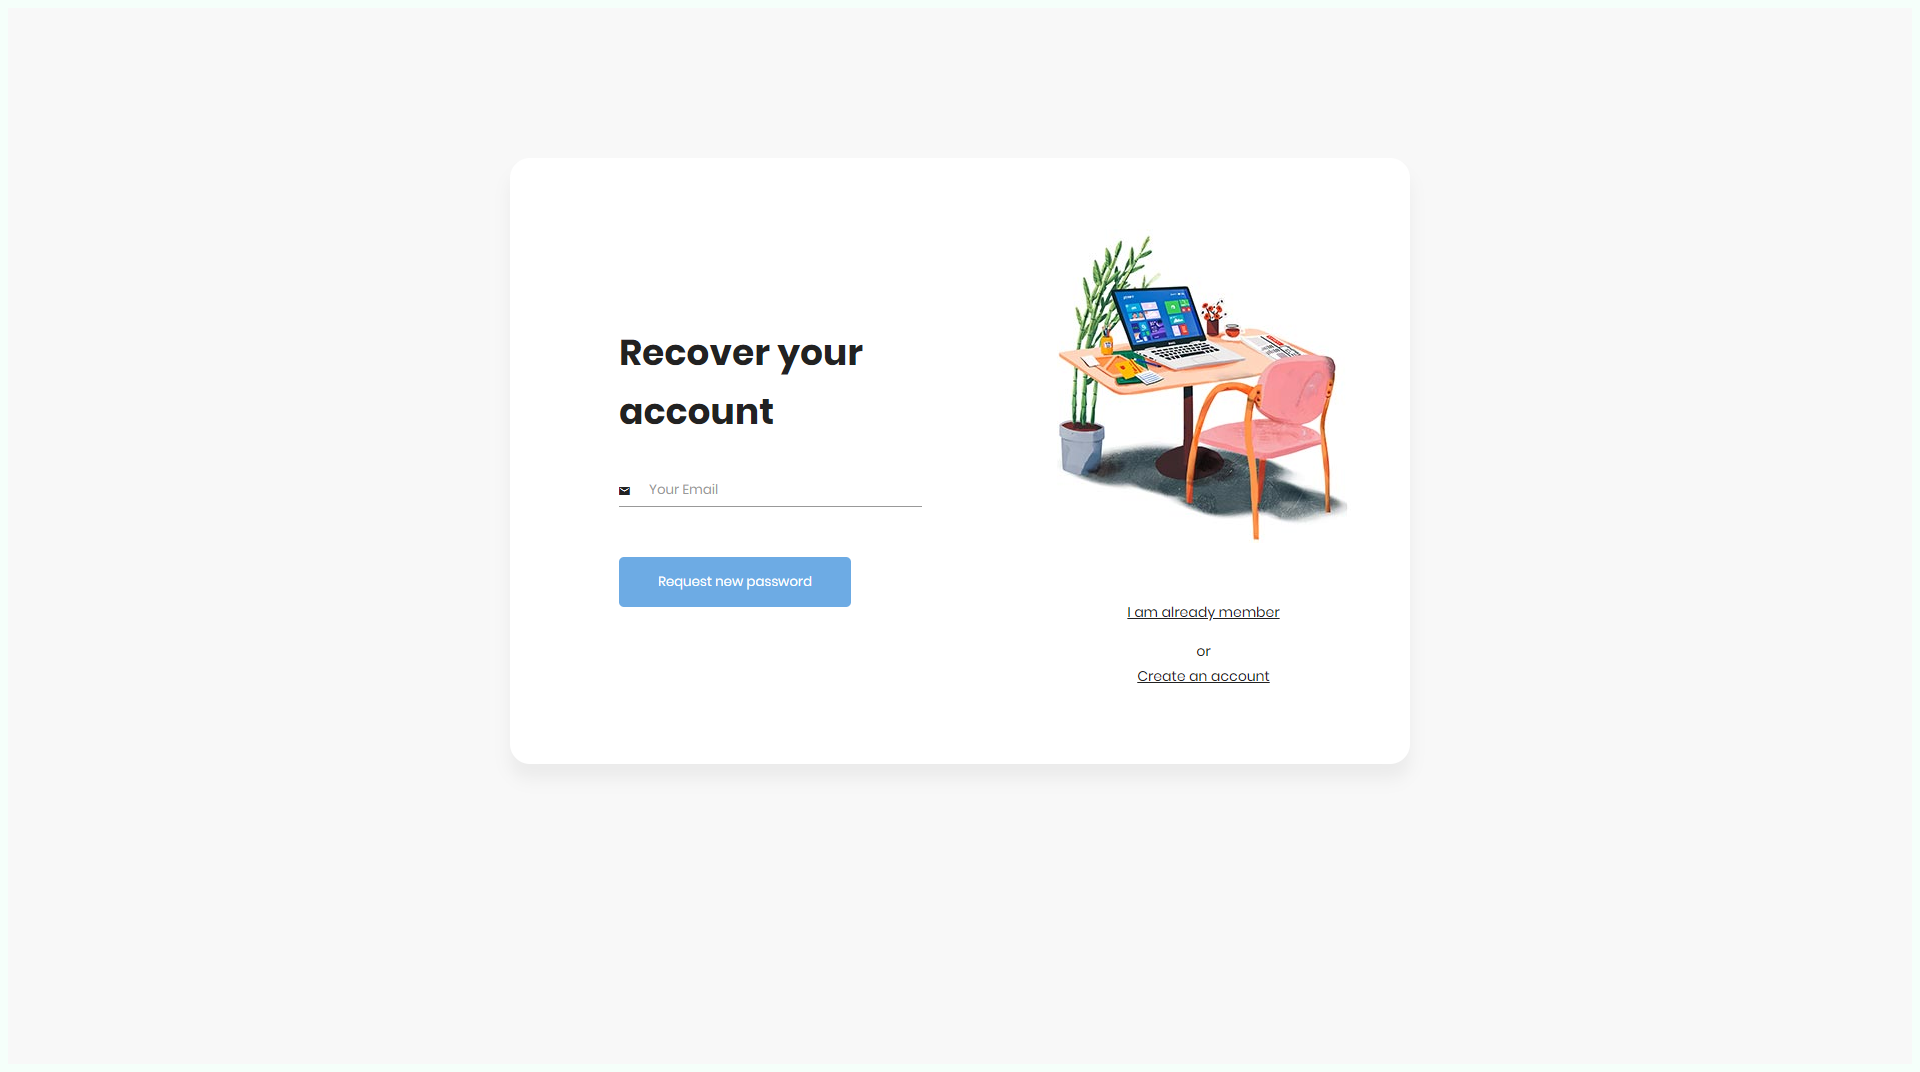 Recover your
account
Your Email
Request new password
I am already member
or
Create an account